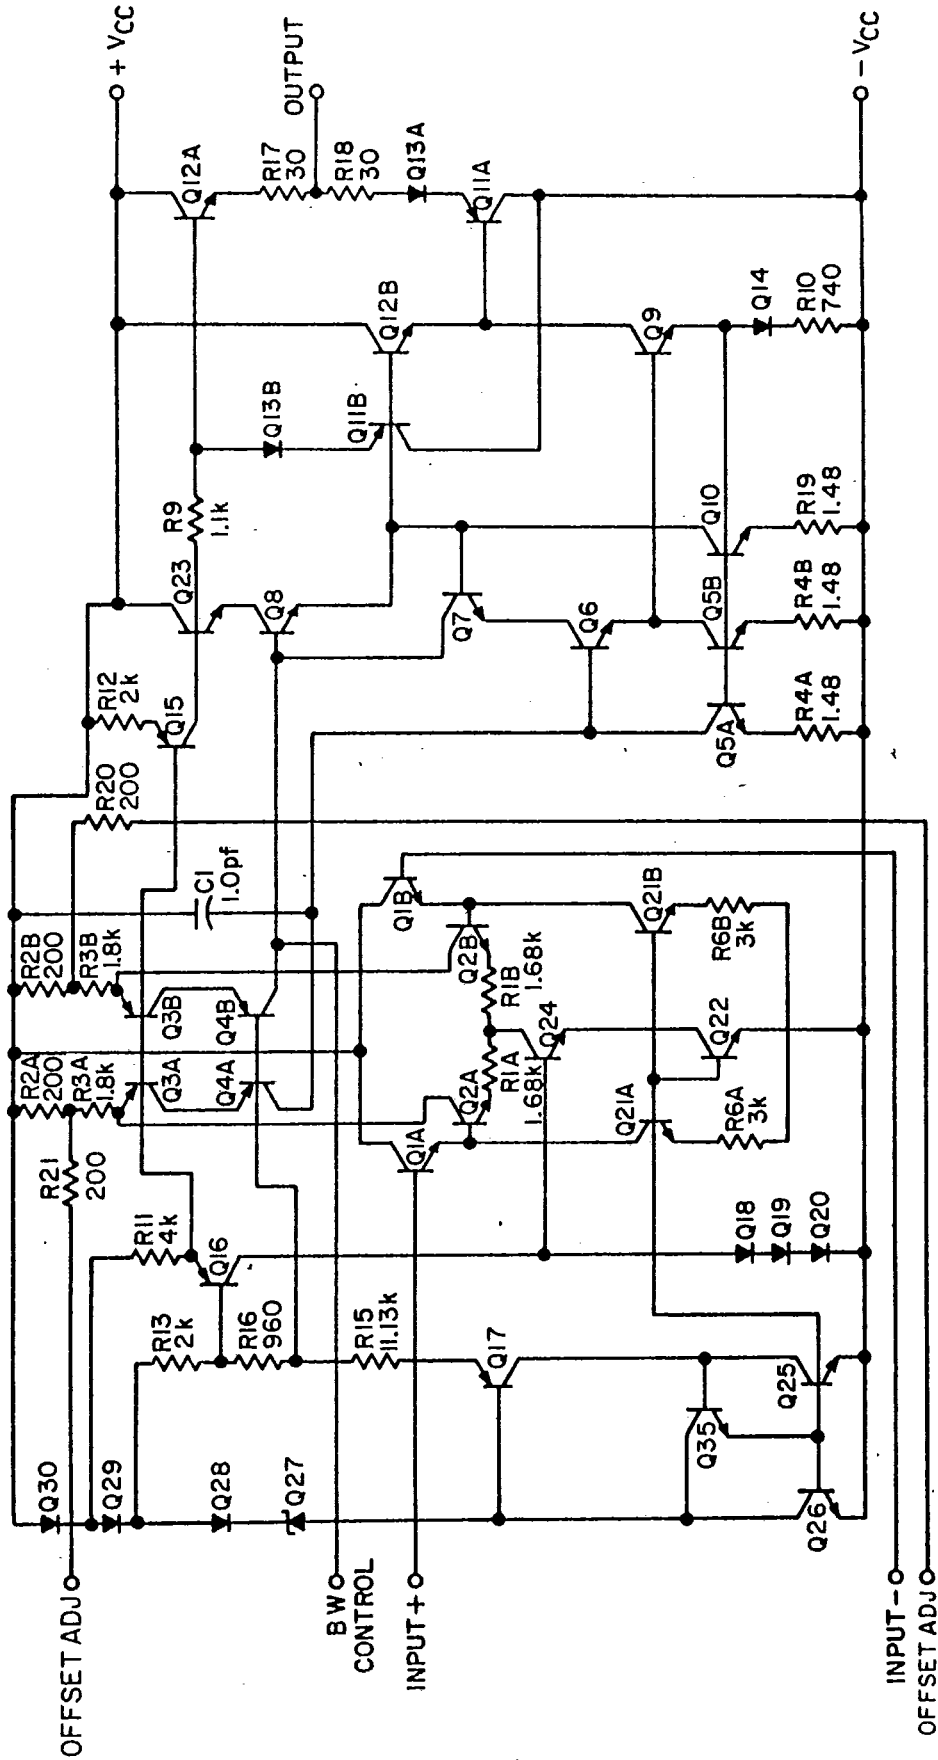 + VCC
OUTPUT
- VCC
Q12A
R17
30
R18
30
Q13A
Q11A
Q12B
Q13B
Q11B
Q9
Q14
R10
740
R9
1.1k
Q23
Q8
Q7
Q6
Q10
Q5B
Q5A
R19
1.48
R4B
1.48
R4A
1.48
R12
2k
Q15
R20
200
C1
1.0pf
R2B
200
R3B
1.8k
Q3B
Q4B
R2A
200
R3A
1.8k
Q3A
Q4A
Q1B
Q2B
R1B
1.68k
Q24
Q21B
R6B
3k
Q22
Q1A
Q2A
R1A
1.68k
Q21A
R6A
3k
R21
200
R11
4k
Q16
R13
2k
R16
960
R15
11.13k
Q17
Q18
Q19
Q20
Q30
Q29
Q28
Q27
Q35
Q25
Q26
OFFSET ADJ
BW
CONTROL
INPUT+
INPUT-
OFFSET ADJ